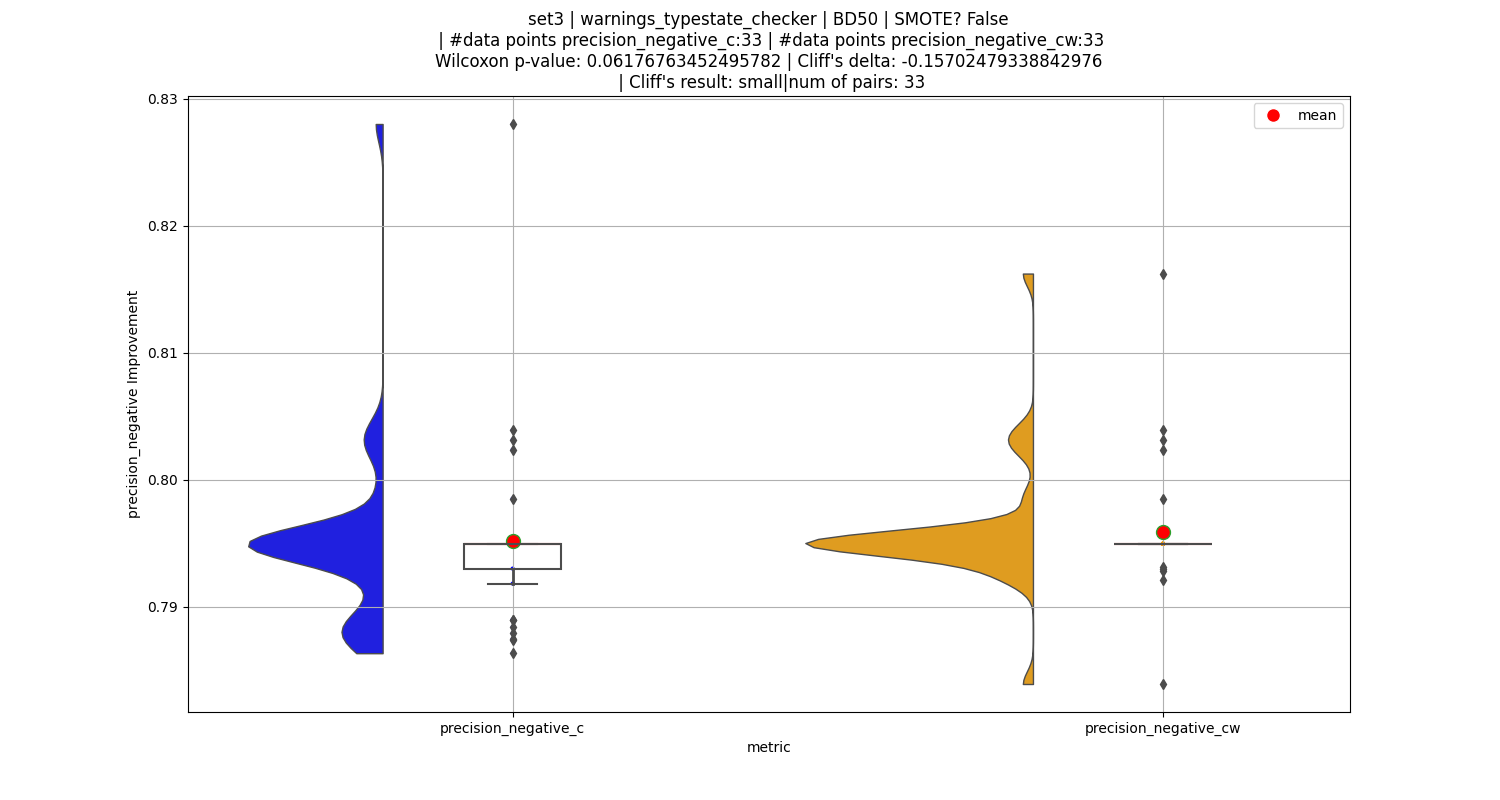 set3 | warnings_typestate_checker | BD50 | SMOTE? False
| #data points precision_negative_c:33 | #data points precision_negative_cw:33
Wilcoxon p-value: 0.06176763452495782 | Cliff's delta: -0.15702479338842976
| Cliff's result: small|num of pairs: 33
mean
0.83
0.82
0.81
0.80
0.79
precision_negative Improvement
precision_negative_c
precision_negative_cw
metric